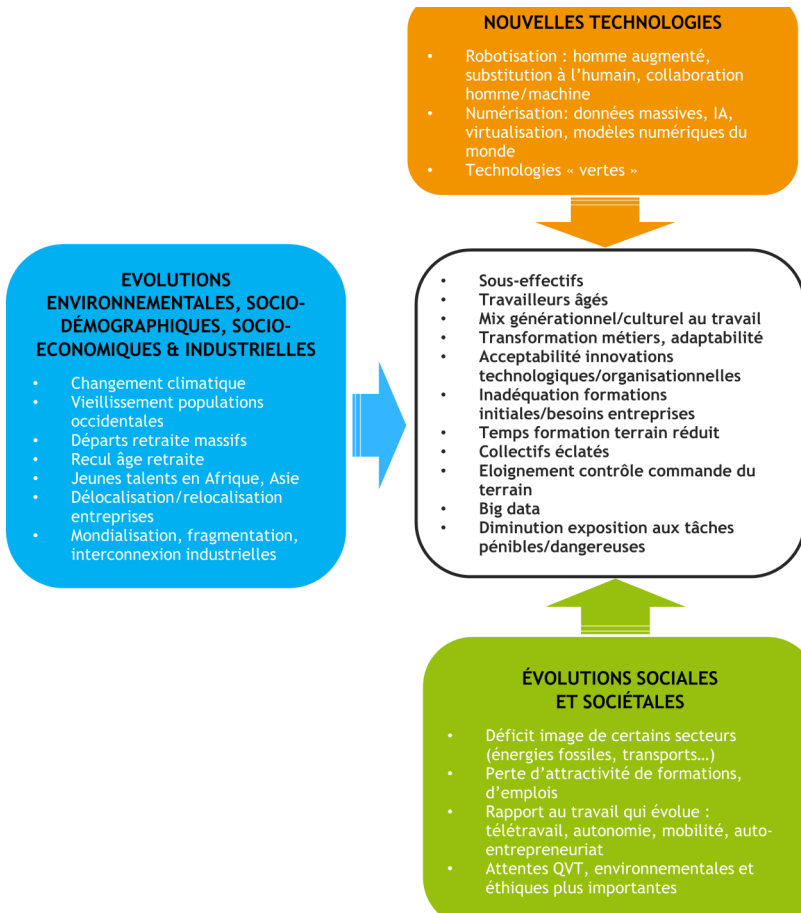 NOUVELLES TECHNOLOGIES
• Robotisation : homme augmenté,
substitution à l’humain, collaboration
homme/machine
• Numérisation: données massives, IA,
virtualisation, modèles numériques du
monde
• Technologies « vertes »
EVOLUTIONS
ENVIRONNEMENTALES, SOCIO-
DÉMOGRAPHIQUES, SOCIO-
ECONOMIQUES & INDUSTRIELLES
• Changement climatique
• Vieillissement populations
occidentales
• Départs retraite massifs
• Recul âge retraite
• Jeunes talents en Afrique, Asie
• Délocalisation/relocalisation
entreprises
• Mondialisation, fragmentation,
interconnexion industrielles
• Sous-effectifs
• Travailleurs âgés
• Mix générationnel/culturel au travail
• Transformation métiers, adaptabilité
• Acceptabilité innovations
technologiques/organisationnelles
• Inadéquation formations
initiales/besoins entreprises
• Temps formation terrain réduit
• Collectifs éclatés
• Eloignement contrôle commande du
terrain
• Big data
• Diminution exposition aux tâches
pénibles/dangereuses
ÉVOLUTIONS SOCIALES
ET SOCIÉTALES
• Déficit image de certains secteurs
(énergies fossiles, transports…)
• Perte d’attractivité de formations,
d’emplois
• Rapport au travail qui évolue :
télétravail, autonomie, mobilité, auto-
entrepreneuriat
• Attentes QVT, environnementales et
éthiques plus importantes